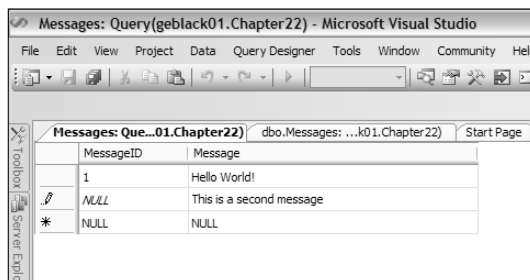 Messages: Query(geblack01.Chapter22) - Microsoft Visual Studio
File Edit View Project Data Query Designer Tools Window Community Hel
Messages: Que...01.Chapter22) dbo.Messages: ...k01.Chapter22) Start Page
Toolbox
Server Explo
MessageID Message
1 Hello World!
NULL This is a second message
NULL NULL